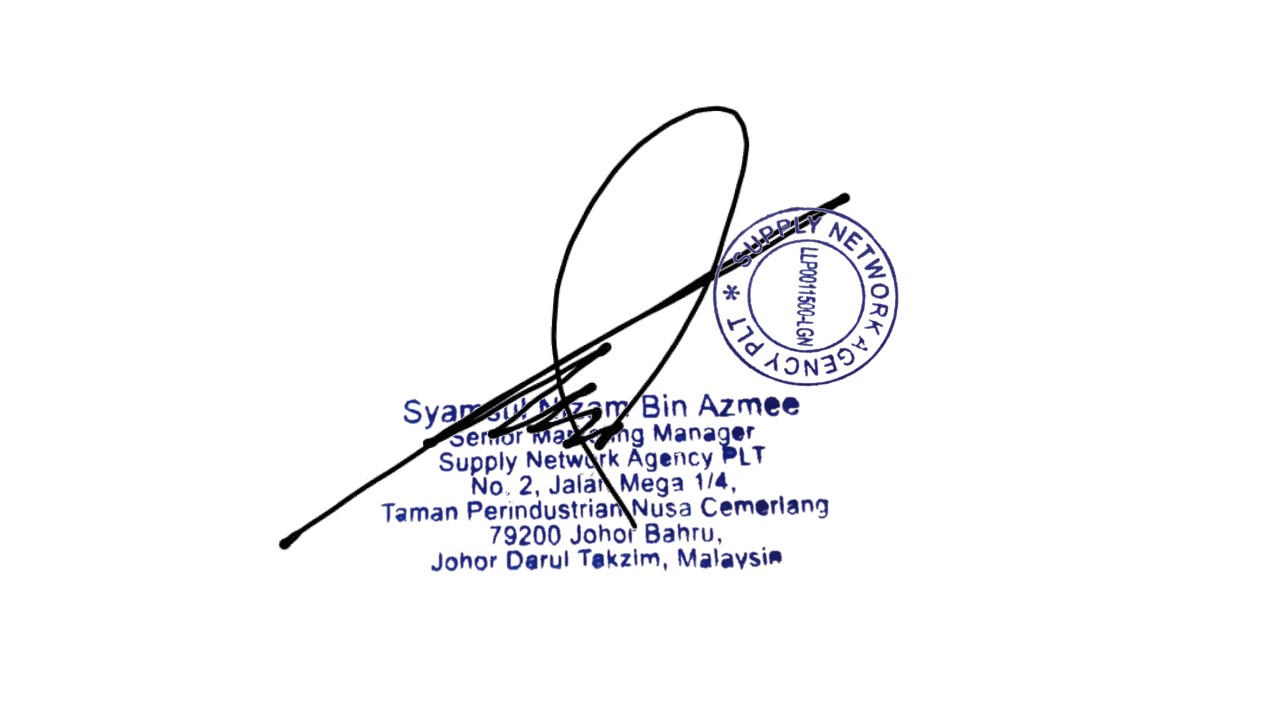 SUPPLY NETWORK AGENCY PLT *
LLP0011500-LGN
Syamsul Nizam Bin Azmee
Senior Marketing Manager
Supply Network Agency PLT
No. 2, Jalan Mega 1/4,
Taman Perindustrian Nusa Cemerlang
79200 Johor Bahru,
Johor Darul Takzim, Malaysia